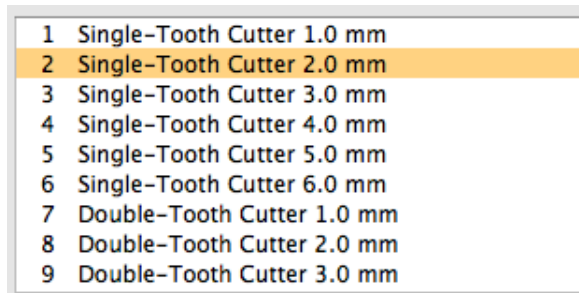 1 Single-Tooth Cutter 1.0 mm
2 Single-Tooth Cutter 2.0 mm
3 Single-Tooth Cutter 3.0 mm
4 Single-Tooth Cutter 4.0 mm
5 Single-Tooth Cutter 5.0 mm
6 Single-Tooth Cutter 6.0 mm
7 Double-Tooth Cutter 1.0 mm
8 Double-Tooth Cutter 2.0 mm
9 Double-Tooth Cutter 3.0 mm